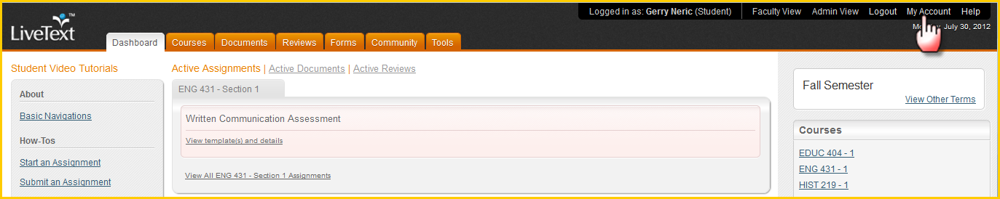 LiveText™
Logged in as: Gerry Neric (Student) Faculty View Admin View Logout My Account Help
July 30, 2012
Dashboard Courses Documents Reviews Forms Community Tools
Student Video Tutorials
About
Basic Navigations
How-Tos
Start an Assignment
Submit an Assignment
Active Assignments | Active Documents | Active Reviews
ENG 431 - Section 1
Written Communication Assessment
View template(s) and details
View All ENG 431 - Section 1 Assignments
Fall Semester
View Other Terms
Courses
EDUC 404 - 1
ENG 431 - 1
HIST 219 - 1